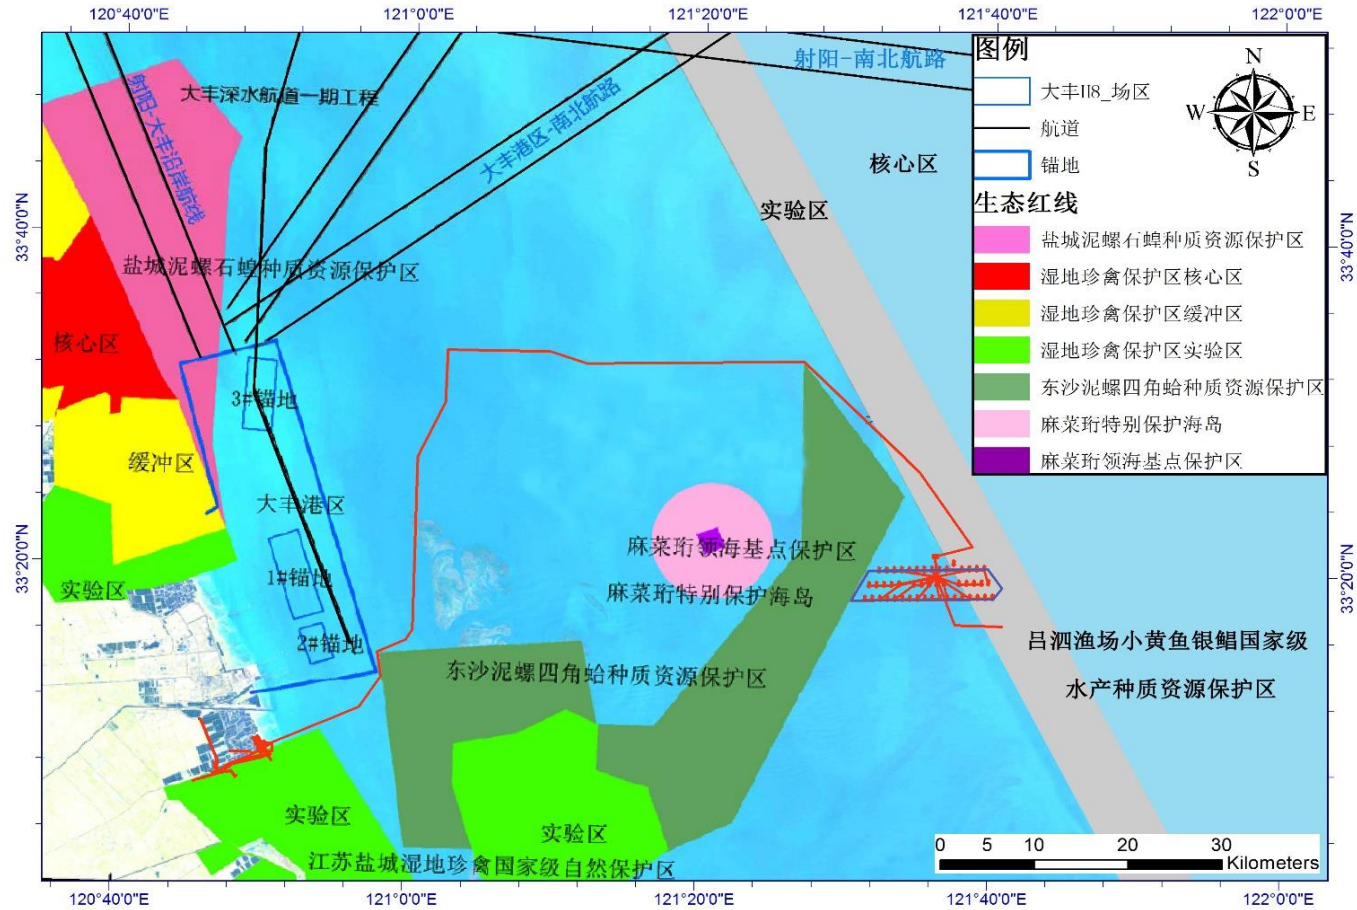 120°40'0"E
121°0'0"E
121°20'0"E
121°40'0"E
122°0'0"E
射阳-南北航路
图例
N
大丰H8_场区
射阳-大丰沿岸航线
大丰深水航道一期工程
大丰港区-南北航路
W
E
航道
核心区
锚地
S
实验区
生态红线
33°40'0"N
33°40'0"N
盐城泥螺石蝗种质资源保护区
盐城泥螺石蝗种质资源保护区
湿地珍禽保护区核心区
湿地珍禽保护区缓冲区
核心区
湿地珍禽保护区实验区
东沙泥螺四角蛤种质资源保护区
3#锚地
麻菜珩特别保护海岛
缓冲区
麻菜珩领海基点保护区
大丰港区
33°20'0"N
麻菜珩领海基点保护区
33°20'0"N
1#锚地
实验区
麻菜珩特别保护海岛
2#锚地
吕泗渔场小黄鱼银鲳国家级
东沙泥螺四角蛤种质资源保护区
水产种质资源保护区
实验区
实验区
江苏盐城湿地珍禽国家级自然保护区
0 5 10 20 30
Kilometers
120°40'0"E
121°0'0"E
121°20'0"E
121°40'0"E
122°0'0"E